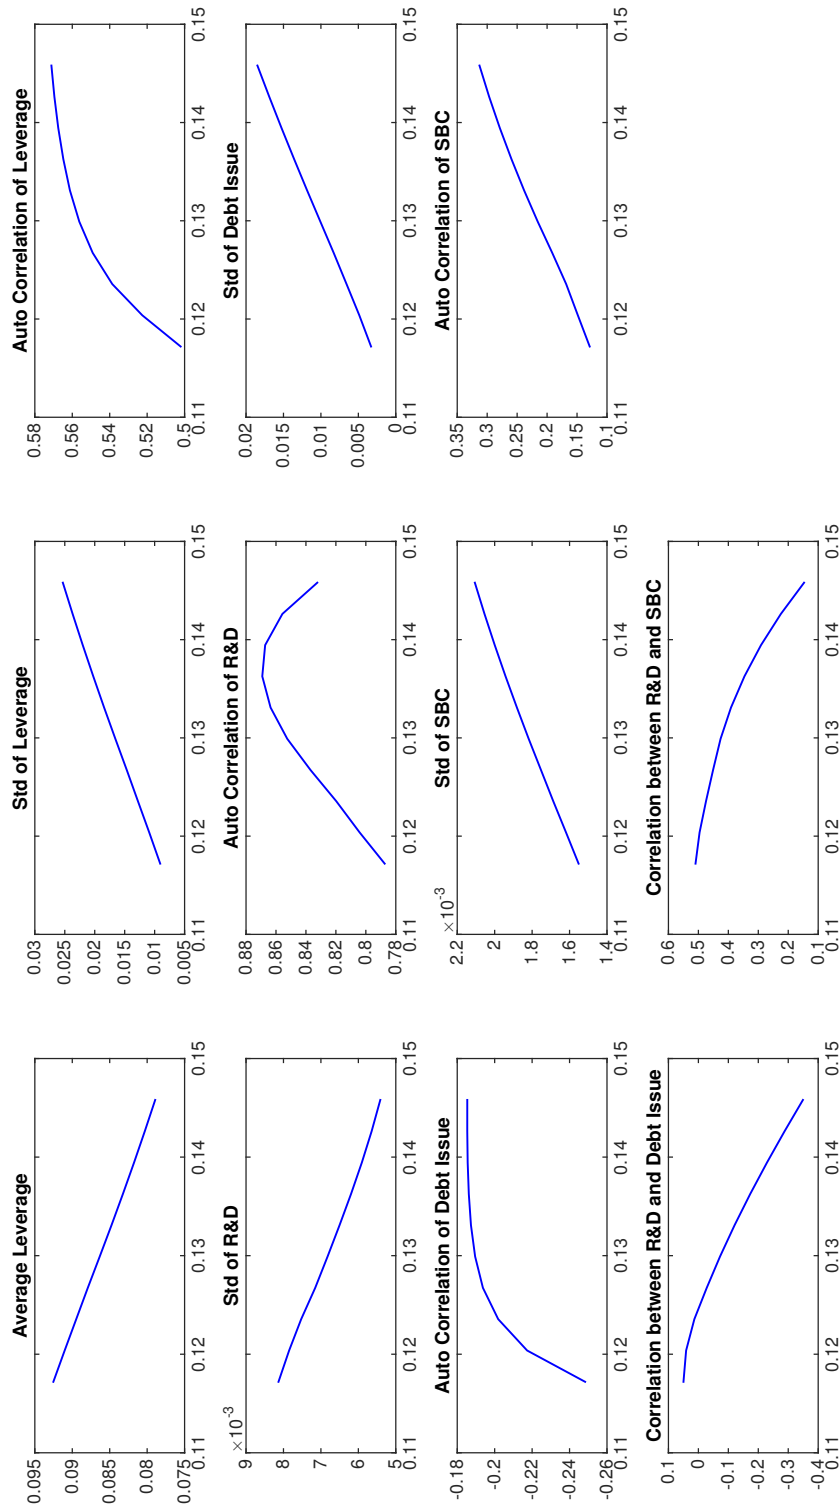 Average Leverage
0.095
0.09
0.085
0.08
0.075
0.11 0.12 0.13 0.14 0.15
Std of Leverage
0.03
0.025
0.02
0.015
0.01
0.005
0.11 0.12 0.13 0.14 0.15
Auto Correlation of Leverage
0.58
0.56
0.54
0.52
0.5
0.11 0.12 0.13 0.14 0.15
×10⁻³
Std of R&D
9
8
7
6
5
0.11 0.12 0.13 0.14 0.15
Auto Correlation of R&D
0.88
0.86
0.84
0.82
0.8
0.78
0.11 0.12 0.13 0.14 0.15
Std of Debt Issue
0.02
0.015
0.01
0.005
0
0.11 0.12 0.13 0.14 0.15
Auto Correlation of Debt Issue
-0.18
-0.2
-0.22
-0.24
-0.26
0.11 0.12 0.13 0.14 0.15
×10⁻³
Std of SBC
2.2
2
1.8
1.6
1.4
0.11 0.12 0.13 0.14 0.15
Auto Correlation of SBC
0.35
0.3
0.25
0.2
0.15
0.1
0.11 0.12 0.13 0.14 0.15
Correlation between R&D and Debt Issue
0.1
0
-0.1
-0.2
-0.3
-0.4
0.11 0.12 0.13 0.14 0.15
Correlation between R&D and SBC
0.6
0.5
0.4
0.3
0.2
0.1
0.11 0.12 0.13 0.14 0.15